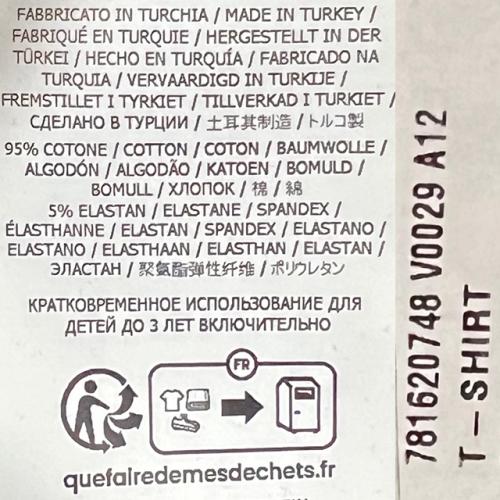 FABBRICATO IN TURCHIA / MADE IN TURKEY /
FABRIQUÉ EN TURQUIE / HERGESTELLT IN DER
TÜRKEI / HECHO EN TURQUÍA / FABRICADO NA
TURQUIA / VERVAARDIGD IN TURKIJE /
FREMSTILLET I TYRKIET / TILLVERKAD I TURKIET /
СДЕЛАНО В ТУРЦИИ / 土耳其制造 / トルコ製
95% COTONE / COTTON / COTON / BAUMWOLLE /
ALGODÓN / ALGODÃO / KATOEN / BOMULD /
BOMULL / ХЛОПОК / 棉 / 綿
5% ELASTAN / ELASTANE / SPANDEX /
ÉLASTHANNE / ELASTAN / SPANDEX / ELASTANO /
ELASTANO / ELASTHAAN / ELASTHAN / ELASTAN /
ЭЛАСТАН / 聚氨酯弹性纤维 / ポリウレタン
КРАТКОВРЕМЕННОЕ ИСПОЛЬЗОВАНИЕ ДЛЯ
ДЕТЕЙ ДО 3 ЛЕТ ВКЛЮЧИТЕЛЬНО
FR
quefairedemesdechets.fr
781620748 V0029 A12
T-SHIRT